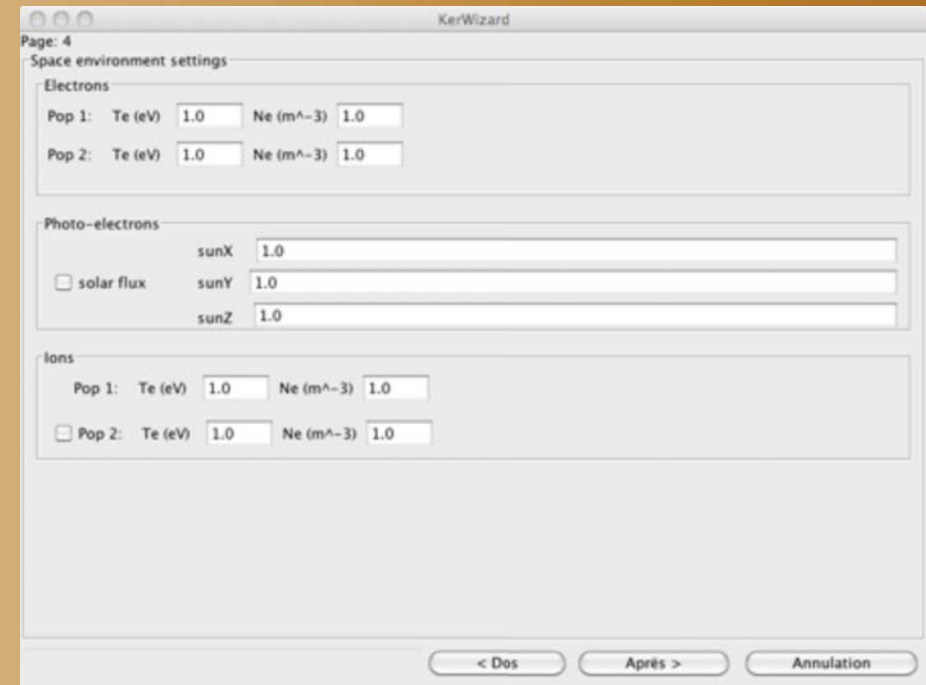 KerWizard
Page: 4
Space environment settings
Electrons
Pop 1: Te (eV) 1.0 Ne (m^-3) 1.0
Pop 2: Te (eV) 1.0 Ne (m^-3) 1.0
Photo-electrons
sunX 1.0
solar flux sunY 1.0
sunZ 1.0
Ions
Pop 1: Te (eV) 1.0 Ne (m^-3) 1.0
Pop 2: Te (eV) 1.0 Ne (m^-3) 1.0
< Dos Après > Annulation